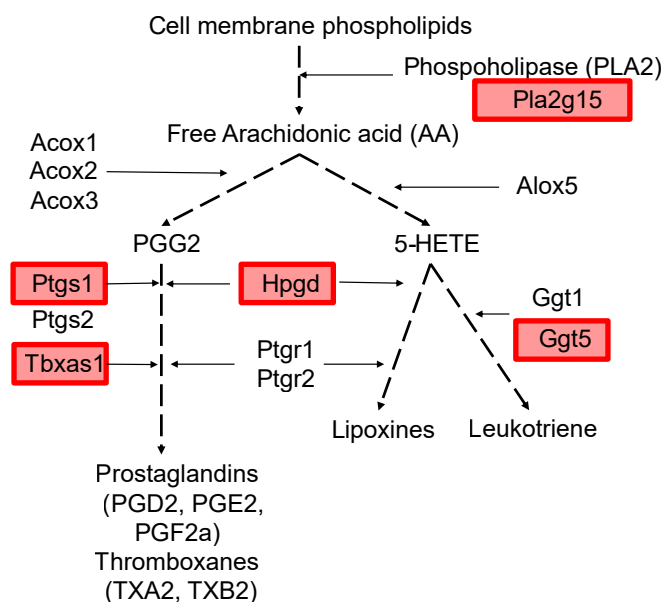 Cell membrane phospholipids
Phospoholipase (PLA2)
Pla2g15
Free Arachidonic acid (AA)
Acox1
Acox2
Acox3
Alox5
PGG2
5-HETE
Ptgs1
Hpgd
Ggt1
Ptgs2
Ggt5
Tbxas1
Ptgr1
Ptgr2
Lipoxines
Leukotriene
Prostaglandins
(PGD2, PGE2,
PGF2a)
Thromboxanes
(TXA2, TXB2)